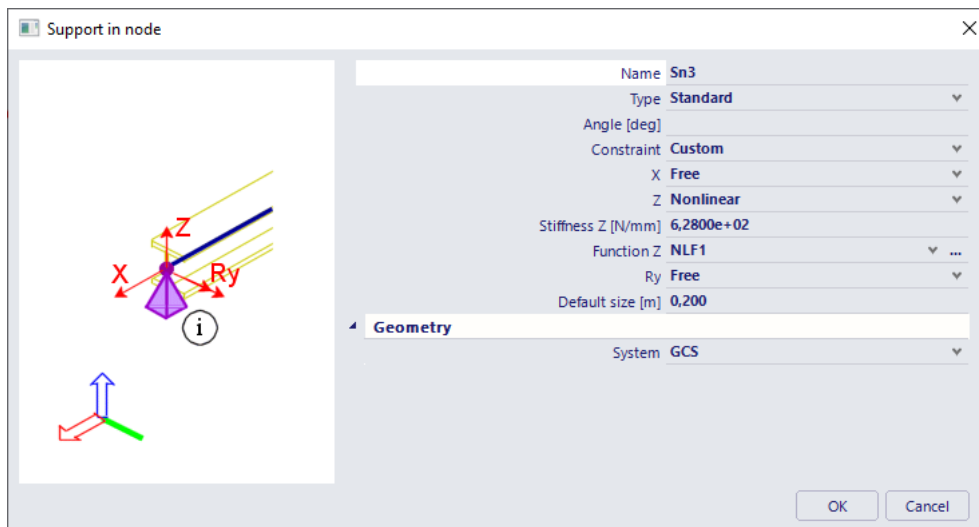 Support in node
Name Sn3
Type Standard
Angle [deg]
Constraint Custom
X Free
Z Nonlinear
Stiffness Z [N/mm] 6,2800e+02
Function Z NLF1 ...
Ry Free
Default size [m] 0,200
Geometry
System GCS
Z
X
Ry
i
OK Cancel